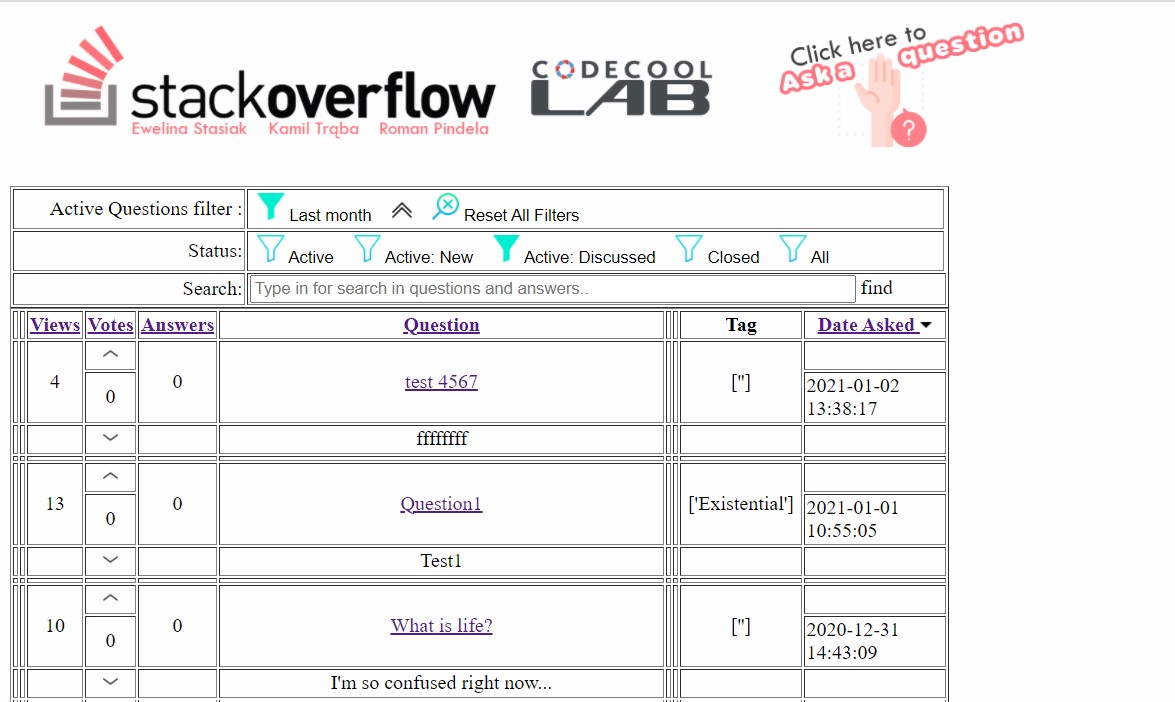 stackoverflow
Ewelina Stasiak Kamil Trąba Roman Pindela
CODECOOL
LAB
Click here to
Ask a question
?
Active Questions filter : Last month Reset All Filters
Status: Active Active: New Active: Discussed Closed All
Search: Type in for search in questions and answers.. find
Views Votes Answers Question Tag Date Asked
4 0 0 test 4567 [''] 2021-01-02
13:38:17
ffffffff
13 0 0 Question1 ['Existential'] 2021-01-01
10:55:05
Test1
10 0 0 What is life? [''] 2020-12-31
14:43:09
I'm so confused right now...